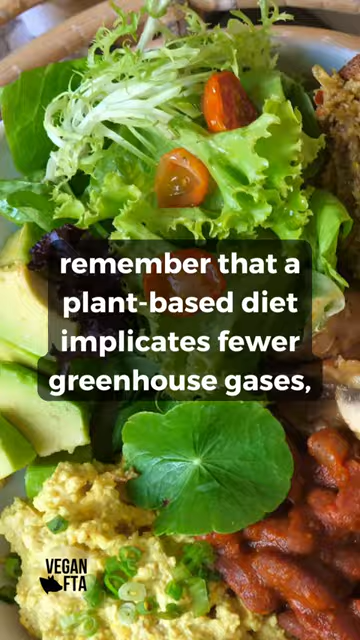 remember that a
plant-based diet
implicates fewer
greenhouse gases,
VEGAN
FTA